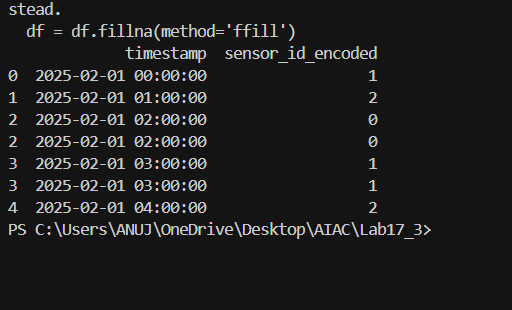 stead.
  df = df.fillna(method='ffill')
            timestamp  sensor_id_encoded
0 2025-02-01 00:00:00                  1
1 2025-02-01 01:00:00                  2
2 2025-02-01 02:00:00                  0
2 2025-02-01 02:00:00                  0
3 2025-02-01 03:00:00                  1
3 2025-02-01 03:00:00                  1
4 2025-02-01 04:00:00                  2
PS C:\Users\ANUJ\OneDrive\Desktop\AIAC\Lab17_3>